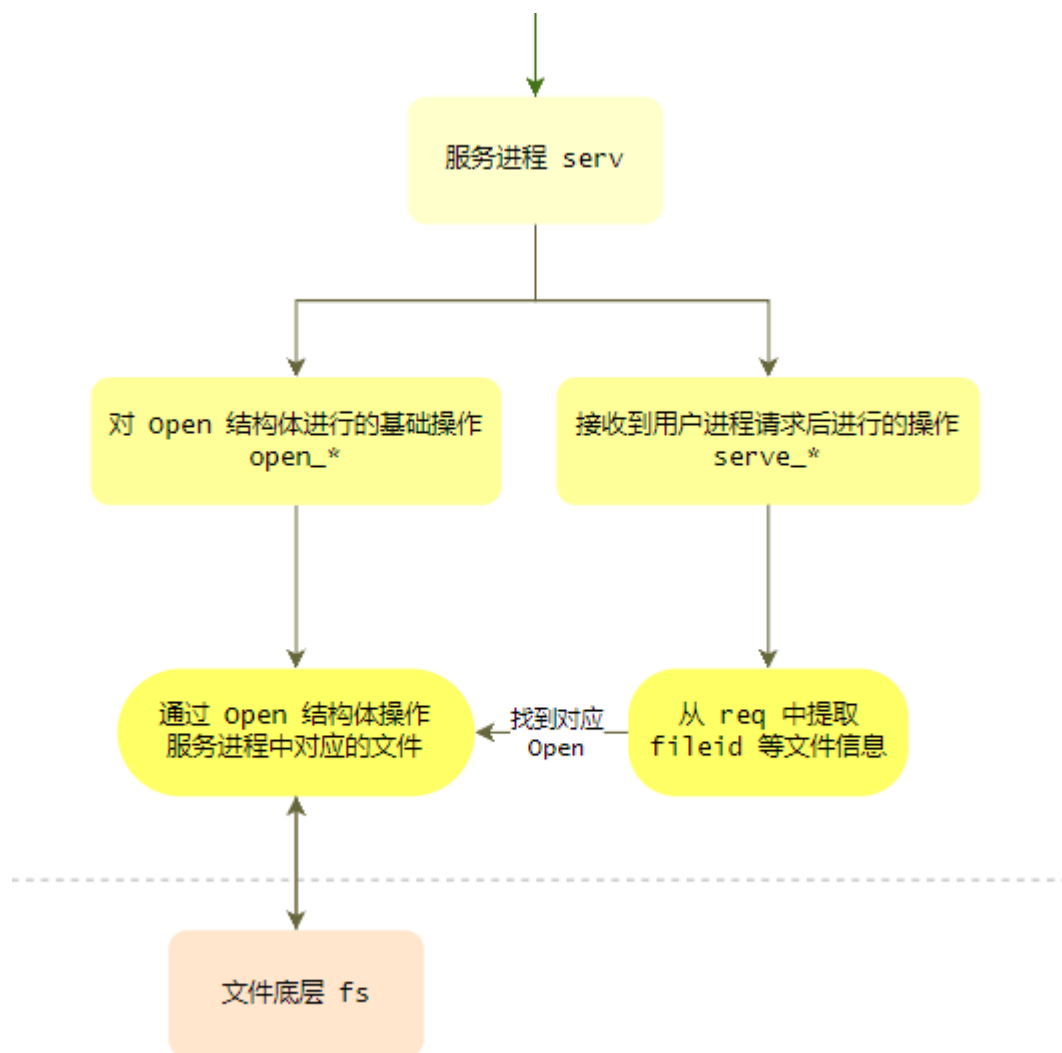 服务进程 serv
对 Open 结构体进行的基础操作
open_*
接收到用户进程请求后进行的操作
serve_*
通过 Open 结构体操作
服务进程中对应的文件
找到对应
Open
从 req 中提取
fileid 等文件信息
文件底层 fs